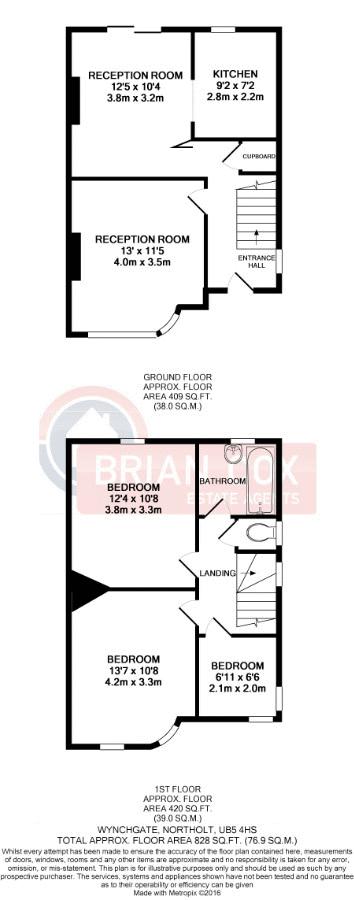 RECEPTION ROOM
12'5 x 10'4
3.8m x 3.2m
KITCHEN
9'2 x 7'2
2.8m x 2.2m
CUPBOARD
RECEPTION ROOM
13' x 11'5
4.0m x 3.5m
ENTRANCE
HALL
GROUND FLOOR
APPROX. FLOOR
AREA 409 SQ.FT.
(38.0 SQ.M.)
BRIAN COX
ESTATE AGENTS
BEDROOM
12'4 x 10'8
3.8m x 3.3m
BATHROOM
LANDING
BEDROOM
13'7 x 10'8
4.2m x 3.3m
BEDROOM
6'11 x 6'6
2.1m x 2.0m
1ST FLOOR
APPROX. FLOOR
AREA 420 SQ.FT.
(39.0 SQ.M.)
WYNCHGATE, NORTHOLT, UB5 4HS
TOTAL APPROX. FLOOR AREA 828 SQ.FT. (76.9 SQ.M.)
Whilst every attempt has been made to ensure the accuracy of the floor plan contained here, measurements
of doors, windows, rooms and any other items are approximate and no responsibility is taken for any error,
omission, or mis-statement. This plan is for illustrative purposes only and should be used as such by any
prospective purchaser. The services, systems and appliances shown have not been tested and no guarantee
as to their operability or efficiency can be given
Made with Metropix ©2016